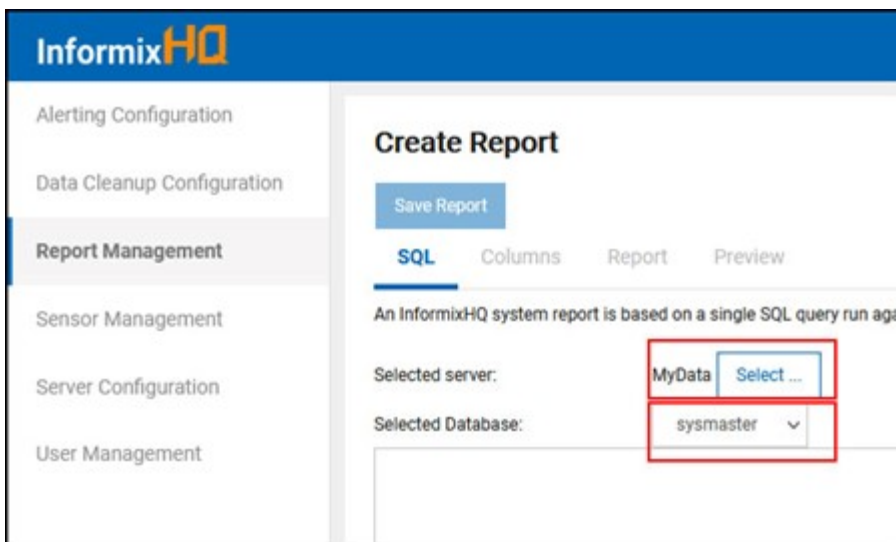 InformixHQ
Alerting Configuration
Data Cleanup Configuration
Report Management
Sensor Management
Server Configuration
User Management
Create Report
Save Report
SQL Columns Report Preview
An InformixHQ system report is based on a single SQL query run aga
Selected server: MyData Select ...
Selected Database: sysmaster